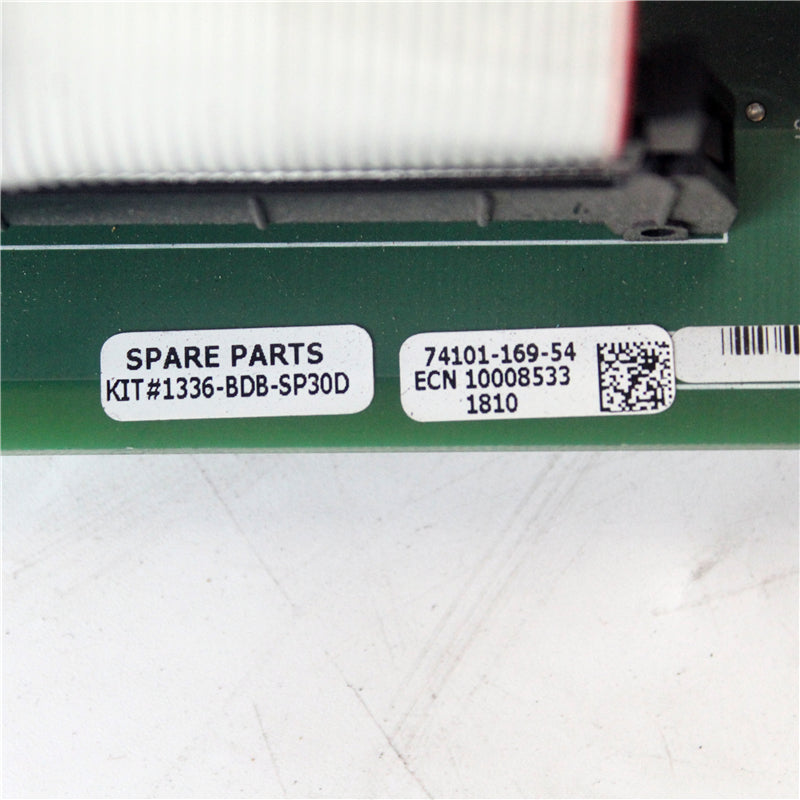 SPARE PARTS
KIT#1336-BDB-SP30D
74101-169-54
ECN 10008533
1810